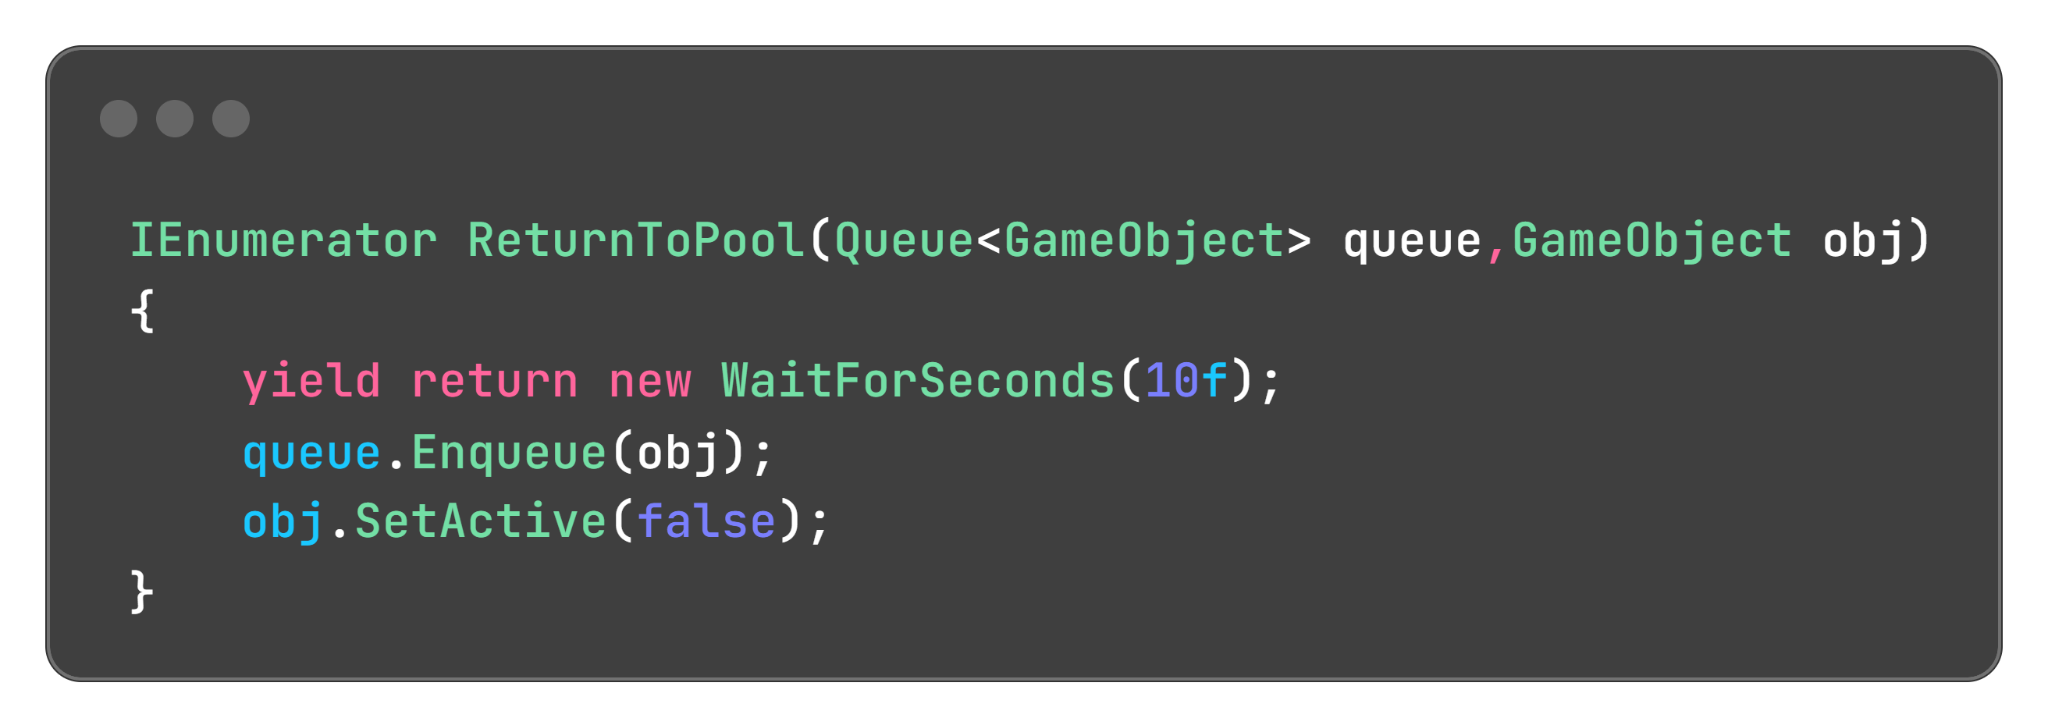 IEnumerator ReturnToPool(Queue<GameObject> queue,GameObject obj)
{
    yield return new WaitForSeconds(10f);
    queue.Enqueue(obj);
    obj.SetActive(false);
}